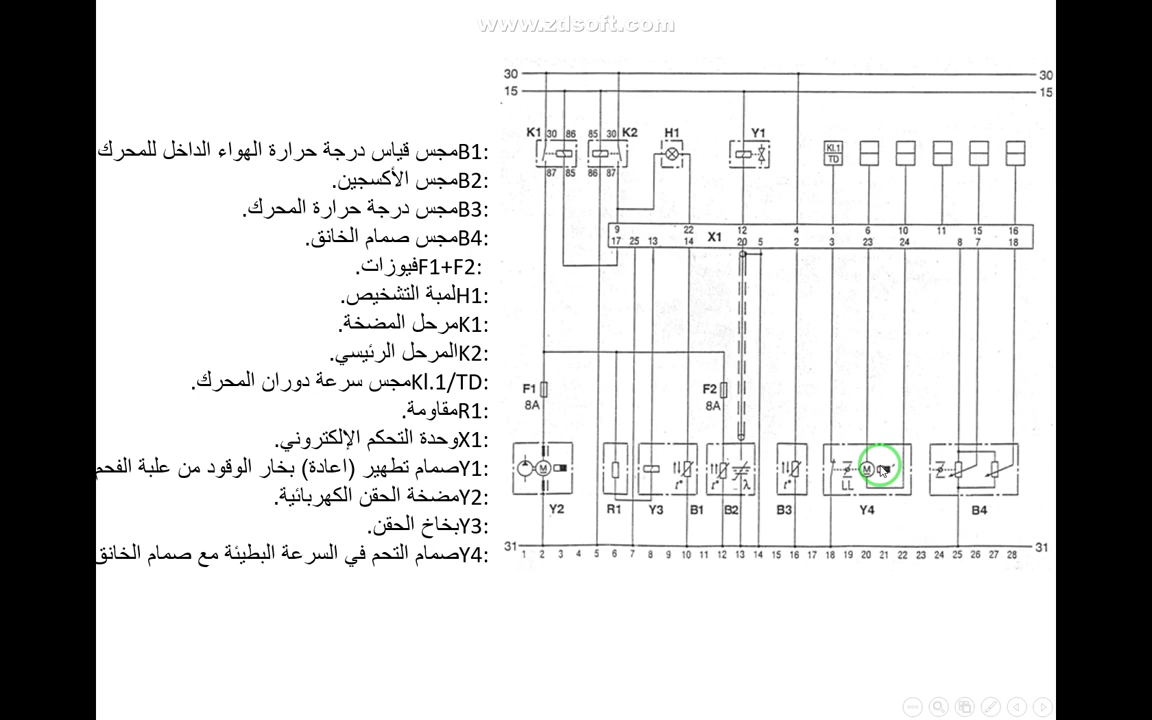 www.zdsoft.com
B1:مجس قياس درجة حرارة الهواء الداخل للمحرك
B2:مجس الأكسجين.
B3:مجس درجة حرارة المحرك.
B4:مجس صمام الخانق.
F1+F2:فيوزات.
H1:لمبة التشخيص.
K1:مرحل المضخة.
K2:المرحل الرئيسي.
Kl.1/TD:مجس سرعة دوران المحرك.
R1:مقاومة.
X1:وحدة التحكم الإلكتروني.
Y1:صمام تطهير (اعادة) بخار الوقود من علبة الفحم
Y2:مضخة الحقن الكهربائية.
Y3:بخاخ الحقن.
Y4:صمام التحم في السرعة البطيئة مع صمام الخانق
30 30
15 15
K1 30 86 85 30 K2 H1 Y1
Kl.1
TD
87 85 86 87
9 22 12 4 1 6 10 11 15 16
X1
17 25 13 14 20 5 2 3 23 24 8 7 18
F1 F2
8A 8A
t° t° λ t° LL
Y2 R1 Y3 B1 B2 B3 Y4 B4
31 31
1 2 3 4 5 6 7 8 9 10 11 12 13 14 15 16 17 18 19 20 21 22 23 24 25 26 27 28